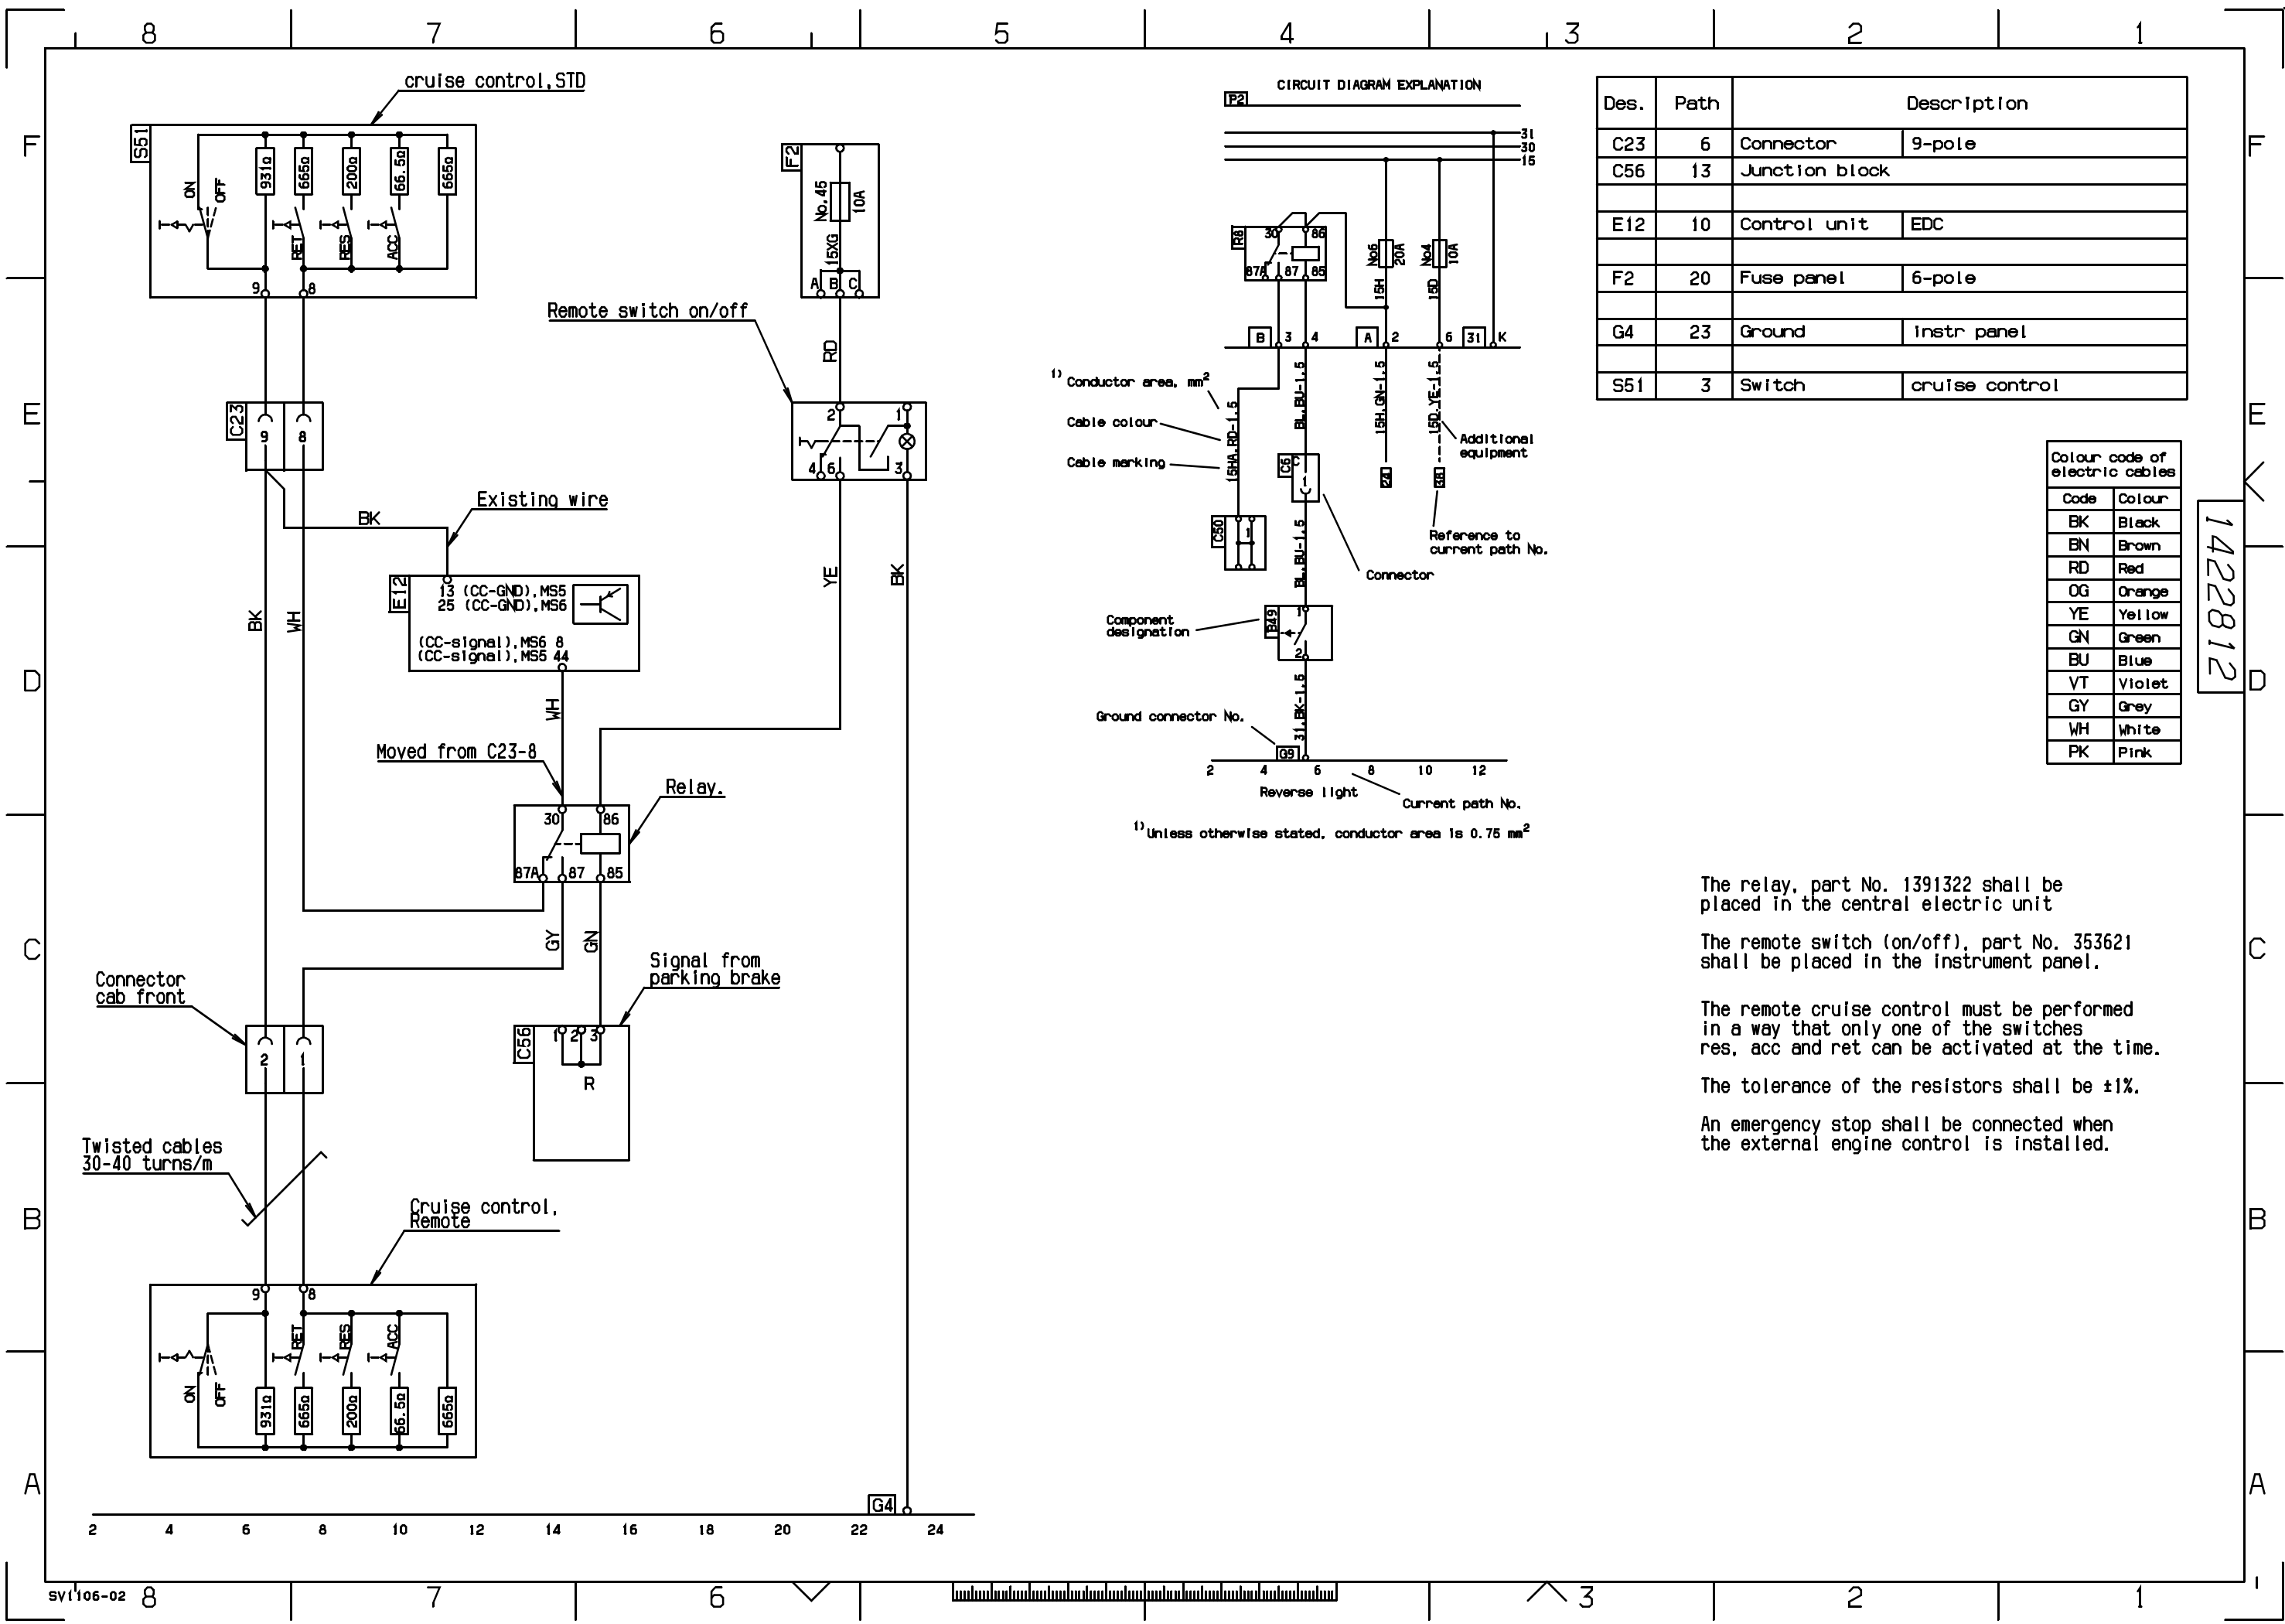 8 7 6 5 4 3 2 1
F
E
D
C
B
A
cruise control,STD
S51
ON
OFF
931Ω
665Ω
200Ω
66.5Ω
665Ω
RET
RES
ACC
9 8
F2
No.45
10A
15XG
A B C
Remote switch on/off
RD
2 1
4 6 3
C23
9 8
Existing wire
BK
E12
13 (CC-GND),MS5
25 (CC-GND),MS6
(CC-signal),MS6 8
(CC-signal),MS5 44
BK
WH
WH
YE
BK
Moved from C23-8
Relay.
30 86
87A 87 85
GY
GN
Signal from
parking brake
Connector
cab front
2 1
C56
1 2 3
R
Twisted cables
30-40 turns/m
Cruise control,
Remote
9 8
RET
RES
ACC
ON
OFF
931Ω
665Ω
200Ω
66.5Ω
665Ω
G4
2 4 6 8 10 12 14 16 18 20 22 24
SV1106-02
CIRCUIT DIAGRAM EXPLANATION
P2
31
30
15
R8
30 86
87A 87 85
No6
20A
No4
10A
15H
15D
B 3 4 A 2 6 31 K
1) Conductor area, mm2
Cable colour
Cable marking
15HA,RD-1.5
BL,BU-1.5
15H,GN-1.5
15D,YE-1.5
Additional
equipment
C6
C
1
24
38
Reference to
current path No.
Connector
C50
1
BL,BU-1.5
Component
designation
B49
1
2
31,BK-1.5
Ground connector No.
G9
2 4 6 8 10 12
Reverse light
Current path No.
1) Unless otherwise stated, conductor area is 0.75 mm2
Des. Path Description
C23 6 Connector 9-pole
C56 13 Junction block
E12 10 Control unit EDC
F2 20 Fuse panel 6-pole
G4 23 Ground instr panel
S51 3 Switch cruise control
Colour code of
electric cables
Code Colour
BK Black
BN Brown
RD Red
OG Orange
YE Yellow
GN Green
BU Blue
VT Violet
GY Grey
WH White
PK Pink
1422812
The relay, part No. 1391322 shall be
placed in the central electric unit
The remote switch (on/off), part No. 353621
shall be placed in the instrument panel.
The remote cruise control must be performed
in a way that only one of the switches
res, acc and ret can be activated at the time.
The tolerance of the resistors shall be ±1%.
An emergency stop shall be connected when
the external engine control is installed.
F
E
D
C
B
A
8 7 6 3 2 1